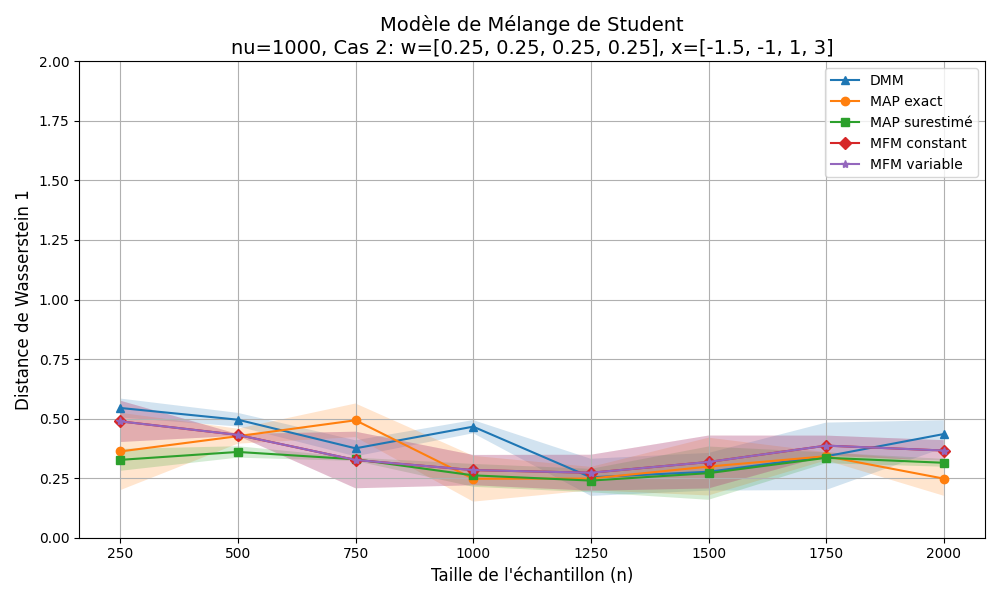 Modèle de Mélange de Student
nu=1000, Cas 2: w=[0.25, 0.25, 0.25, 0.25], x=[-1.5, -1, 1, 3]
DMM
MAP exact
MAP surestimé
MFM constant
MFM variable
Distance de Wasserstein 1
2.00
1.75
1.50
1.25
1.00
0.75
0.50
0.25
0.00
250 500 750 1000 1250 1500 1750 2000
Taille de l'échantillon (n)